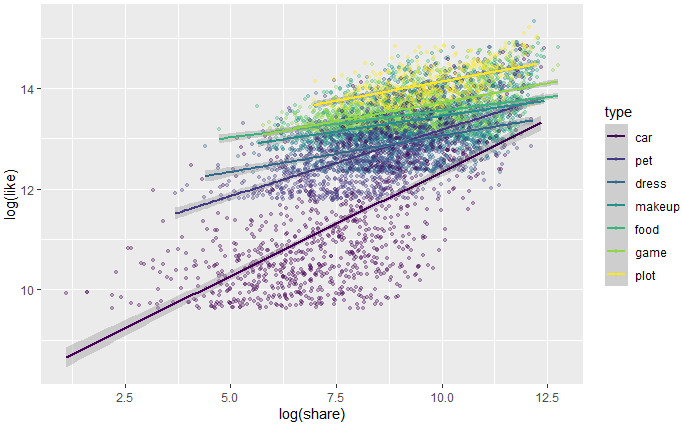 log(like)
14
12
10
2.5 5.0 7.5 10.0 12.5
log(share)
type
car
pet
dress
makeup
food
game
plot